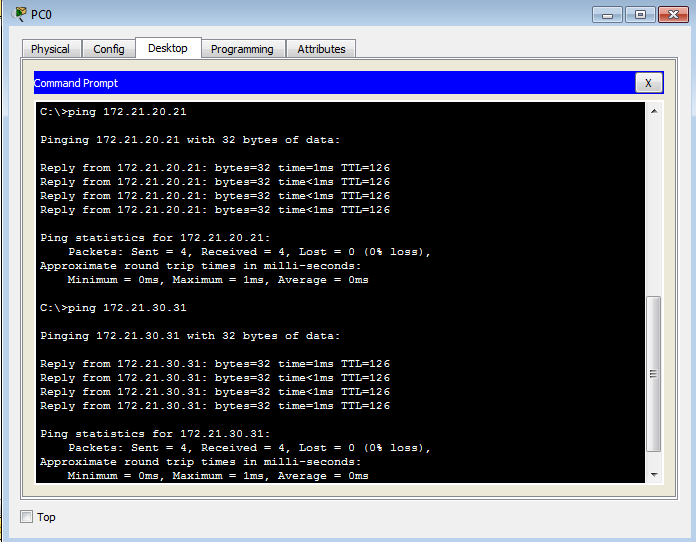 PC0
Physical Config Desktop Programming Attributes
Command Prompt X
C:\>ping 172.21.20.21
Pinging 172.21.20.21 with 32 bytes of data:
Reply from 172.21.20.21: bytes=32 time=1ms TTL=126
Reply from 172.21.20.21: bytes=32 time<1ms TTL=126
Reply from 172.21.20.21: bytes=32 time<1ms TTL=126
Reply from 172.21.20.21: bytes=32 time<1ms TTL=126
Ping statistics for 172.21.20.21:
Packets: Sent = 4, Received = 4, Lost = 0 (0% loss),
Approximate round trip times in milli-seconds:
Minimum = 0ms, Maximum = 1ms, Average = 0ms
C:\>ping 172.21.30.31
Pinging 172.21.30.31 with 32 bytes of data:
Reply from 172.21.30.31: bytes=32 time=1ms TTL=126
Reply from 172.21.30.31: bytes=32 time<1ms TTL=126
Reply from 172.21.30.31: bytes=32 time<1ms TTL=126
Reply from 172.21.30.31: bytes=32 time<1ms TTL=126
Ping statistics for 172.21.30.31:
Packets: Sent = 4, Received = 4, Lost = 0 (0% loss),
Approximate round trip times in milli-seconds:
Minimum = 0ms, Maximum = 1ms, Average = 0ms
Top